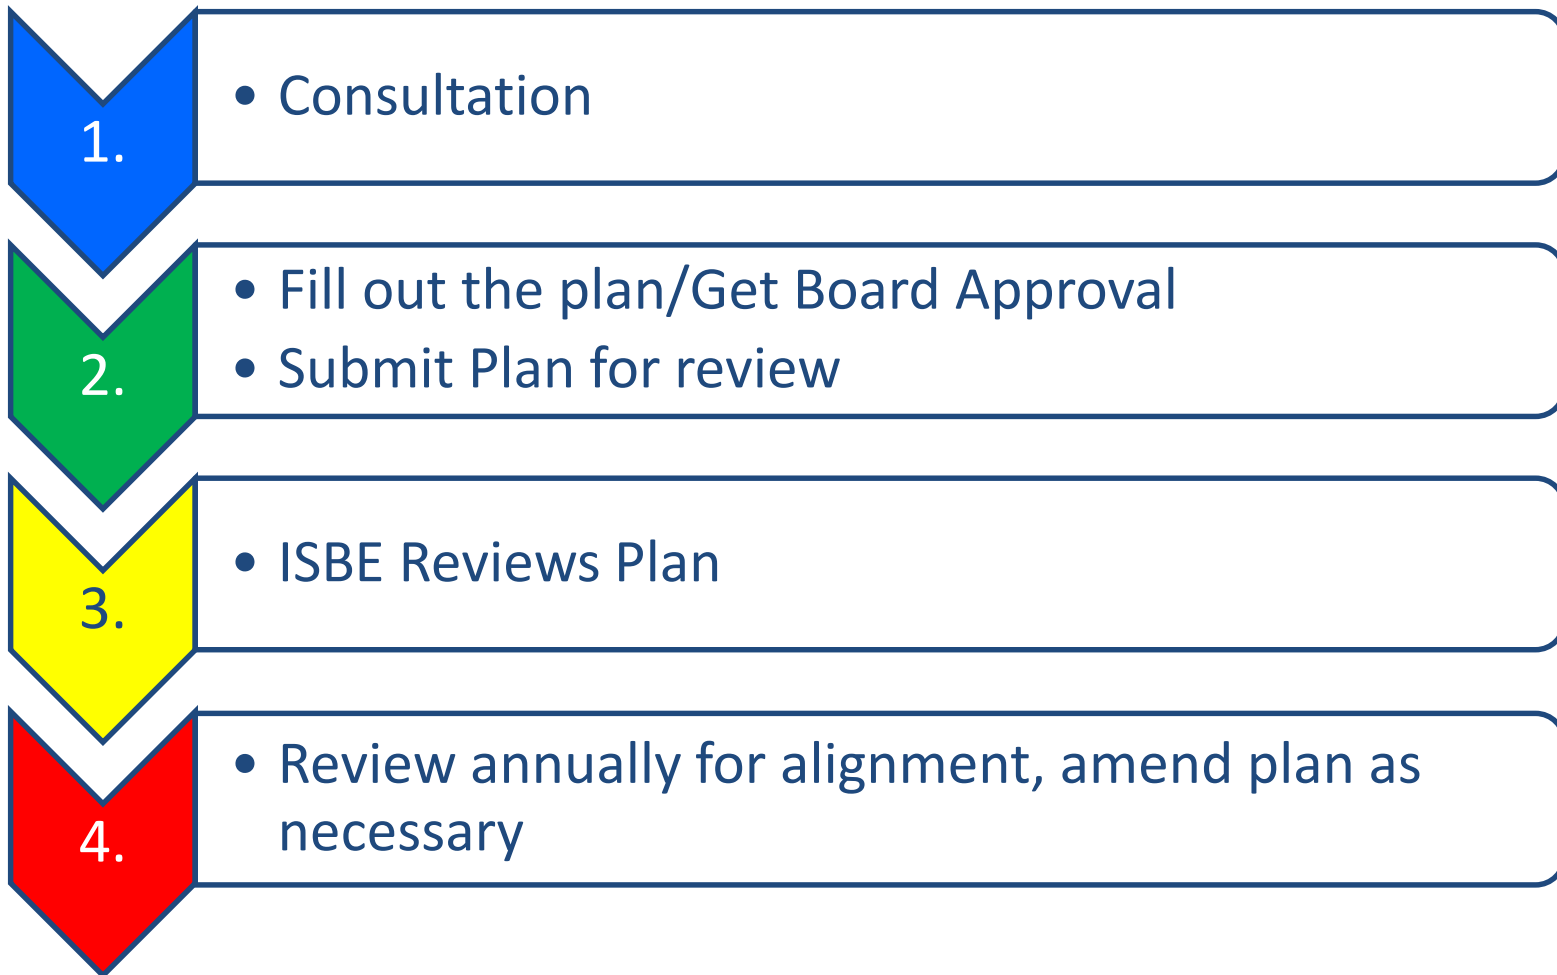 1.
• Consultation
2.
• Fill out the plan/Get Board Approval
• Submit Plan for review
3.
• ISBE Reviews Plan
4.
• Review annually for alignment, amend plan as
necessary